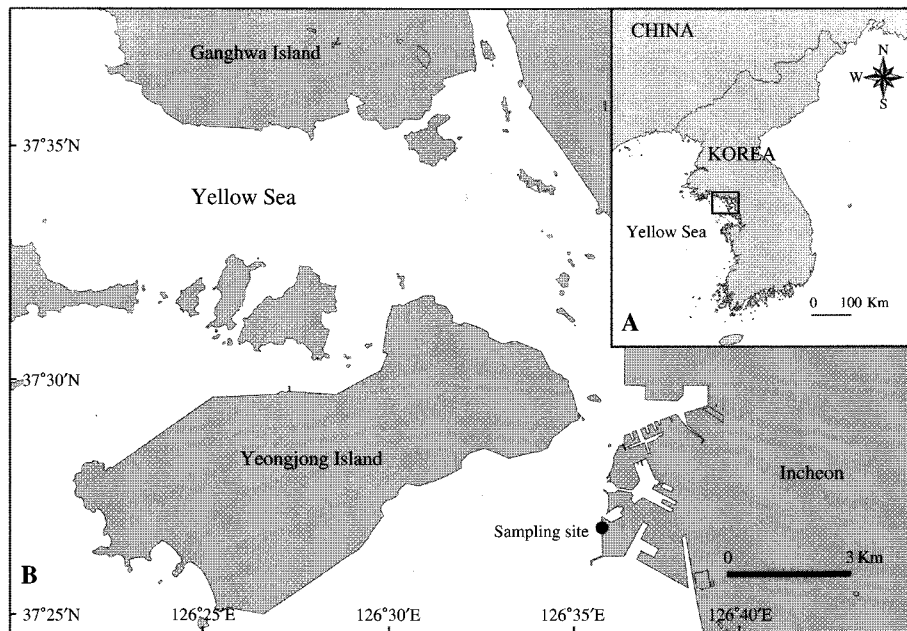 Ganghwa Island
CHINA
N
W E
S
37°35′N
KOREA
Yellow Sea
Yellow Sea
0 100 Km
A
37°30′N
Yeongjong Island
Incheon
Sampling site
0 3 Km
B
37°25′N
126°25′E 126°30′E 126°35′E 126°40′E